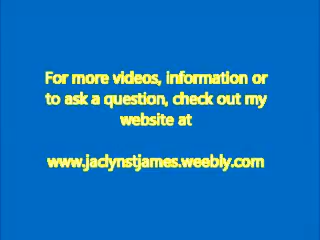 For more videos, information or
to ask a question, check out my
website at
www.jaclynstjames.weebly.com